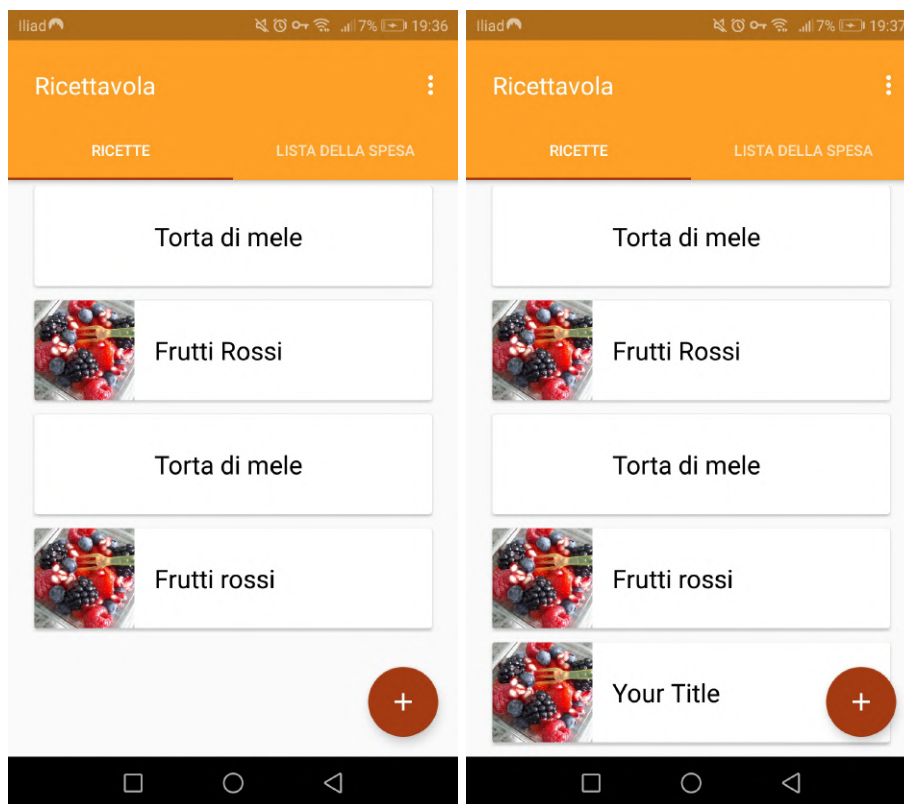 Iliad 7% 19:36
Ricettavola
RICETTE LISTA DELLA SPESA
Torta di mele
Frutti Rossi
Torta di mele
Frutti rossi
+
Iliad 7% 19:37
Ricettavola
RICETTE LISTA DELLA SPESA
Torta di mele
Frutti Rossi
Torta di mele
Frutti rossi
Your Title
+